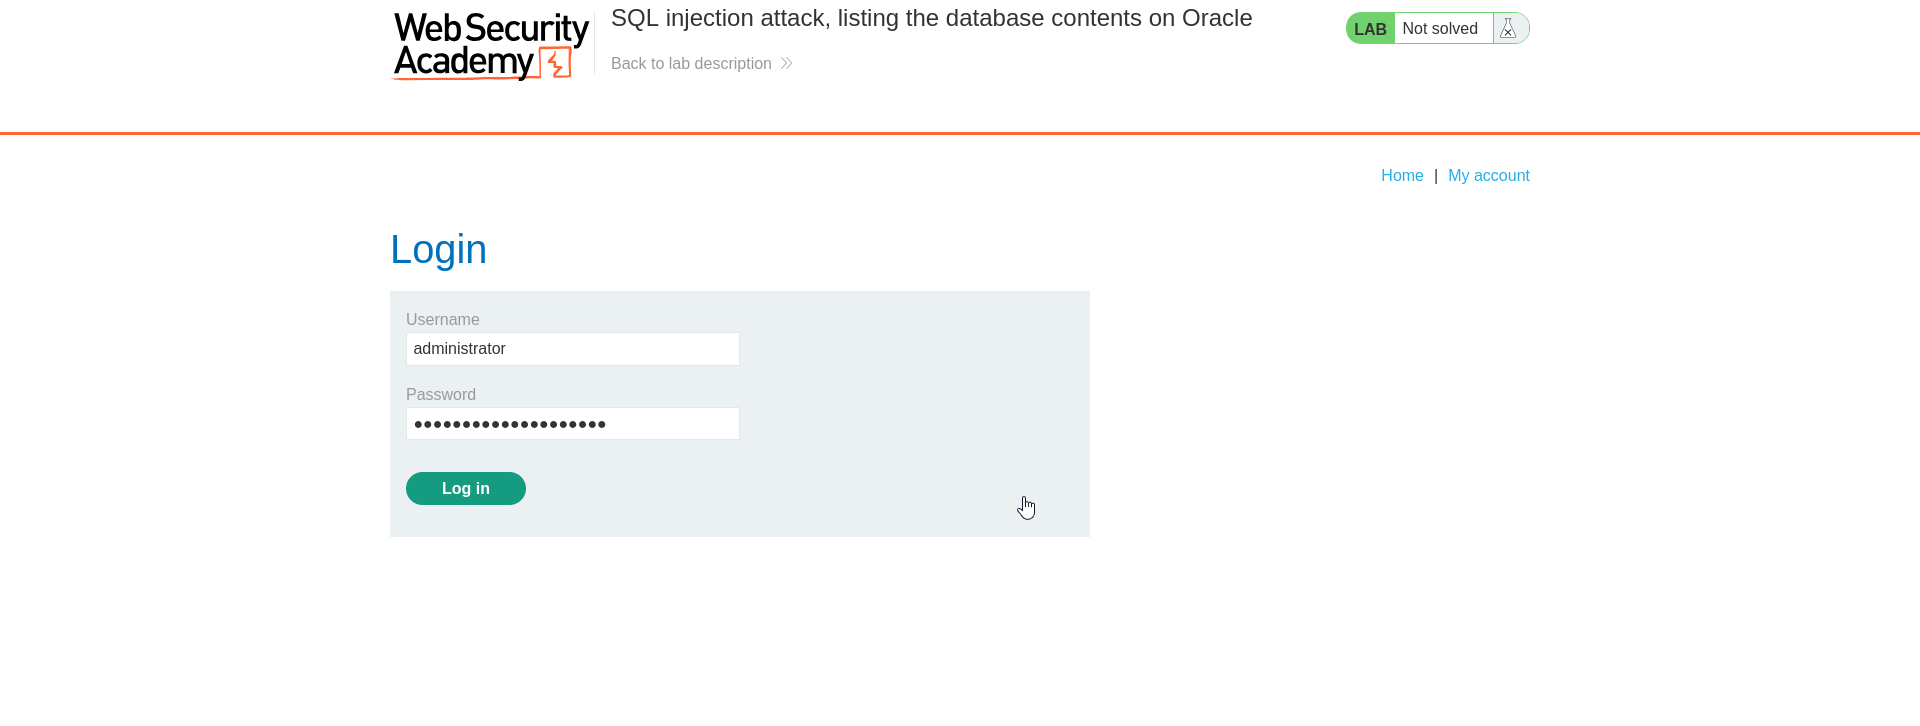 Web Security
Academy
SQL injection attack, listing the database contents on Oracle
Back to lab description
LAB Not solved
Home | My account
Login
Username
administrator
Password
••••••••••••••••••••
Log in